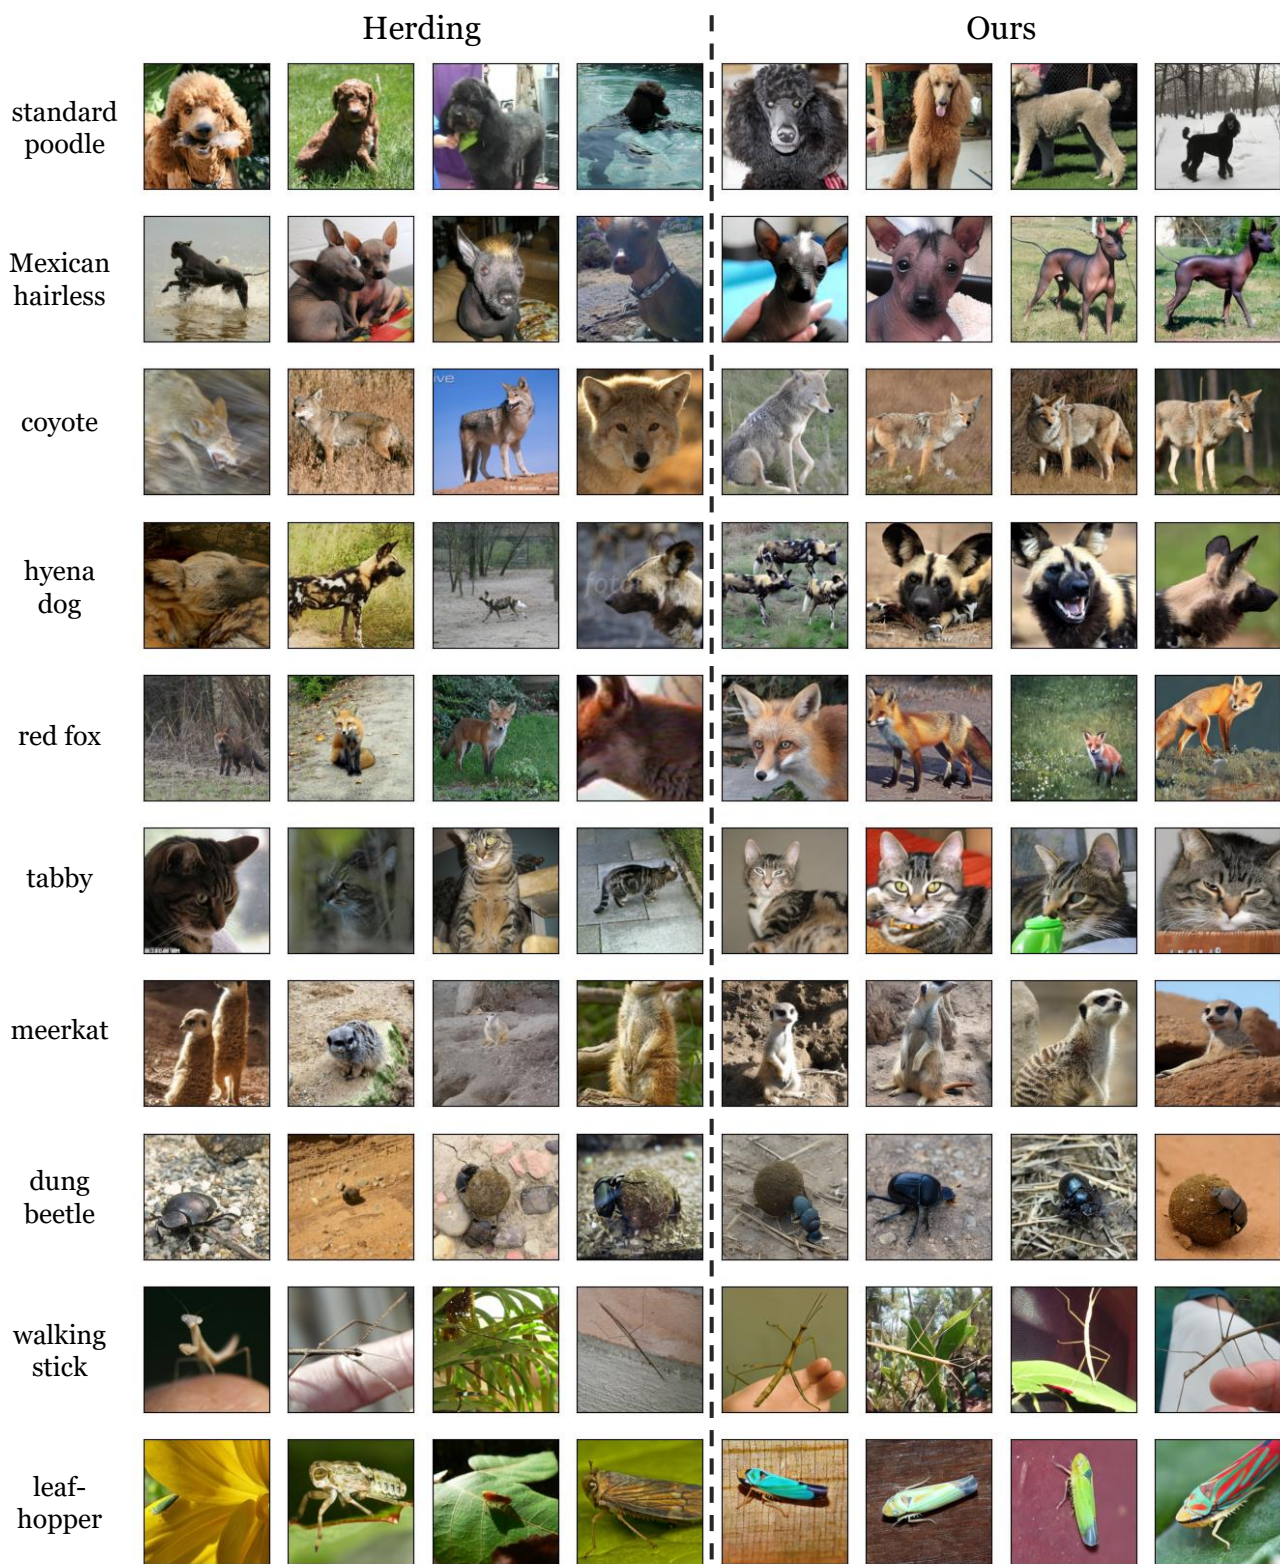 Herding
Ours
standard
poodle
Mexican
hairless
coyote
ive
hyena
dog
red fox
tabby
meerkat
dung
beetle
walking
stick
leaf-
hopper